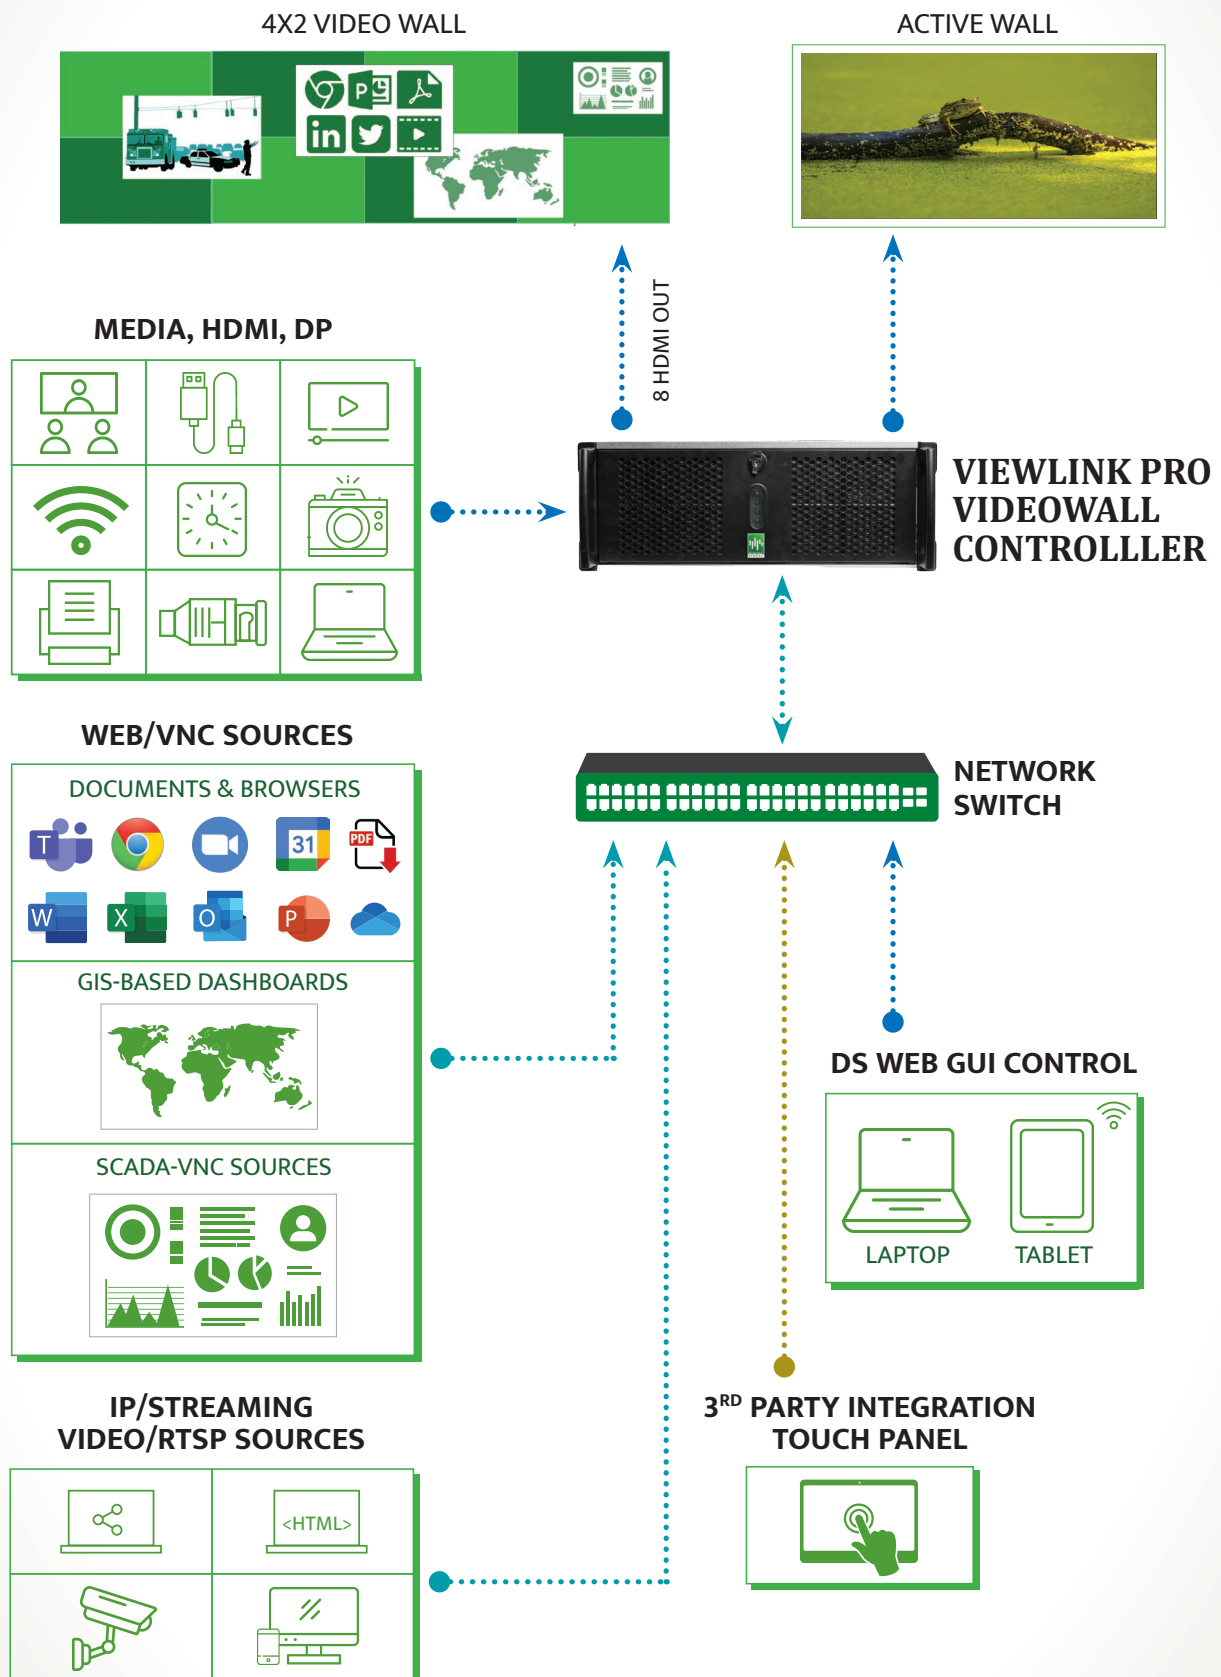 4X2 VIDEO WALL
ACTIVE WALL
P
in
8 HDMI OUT
MEDIA, HDMI, DP
VIEWLINK PRO
VIDEOWALL
CONTROLLLER
WEB/VNC SOURCES
DOCUMENTS & BROWSERS
T
31
PDF
W
X
O
P
NETWORK
SWITCH
GIS-BASED DASHBOARDS
SCADA-VNC SOURCES
DS WEB GUI CONTROL
LAPTOP
TABLET
IP/STREAMING
VIDEO/RTSP SOURCES
<HTML>
3RD PARTY INTEGRATION
TOUCH PANEL